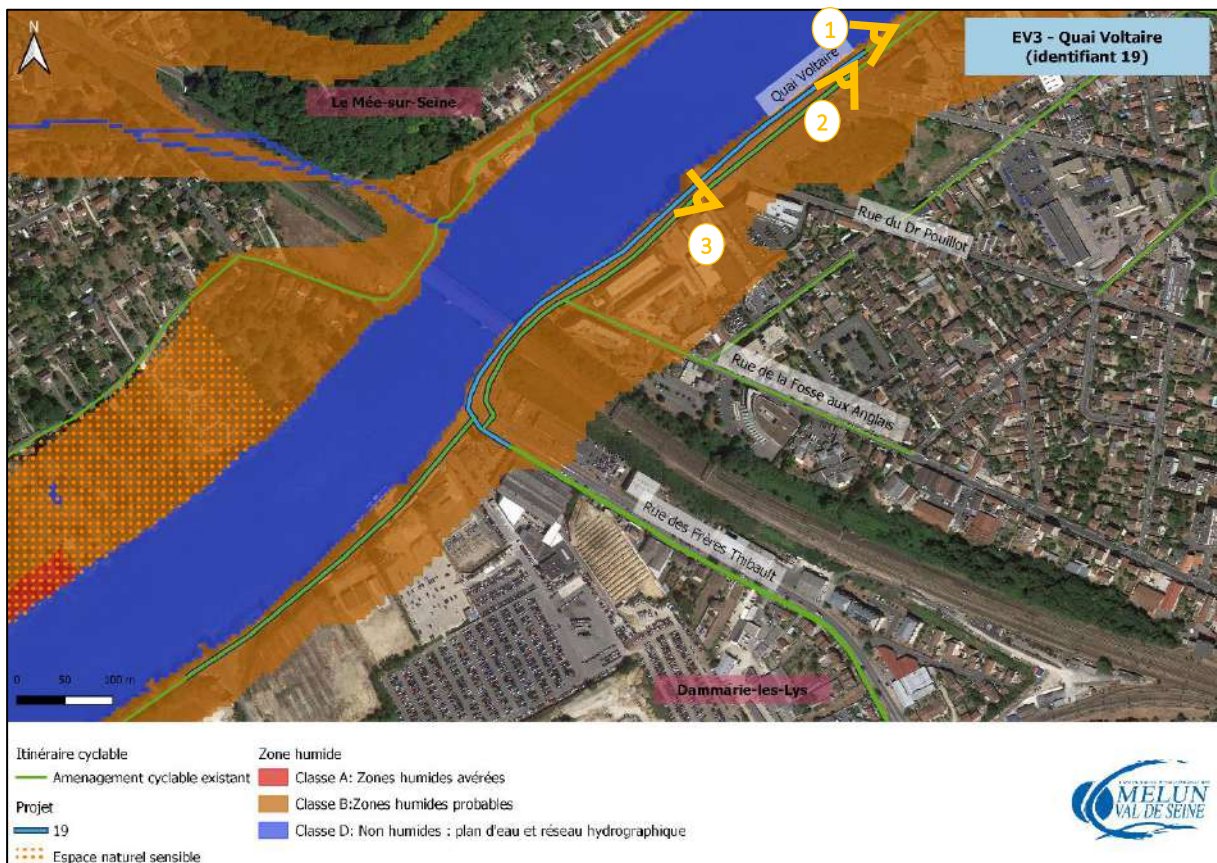 N
1
EV3 - Quai Voltaire
(identifiant 19)
Quai Voltaire
Le Mée-sur-Seine
2
Rue du Dr Pouillot
3
Rue de la Fosse aux Anglais
Rue des Frères Thibault
0 50 100 m
Dammarie-les-Lys
Itinéraire cyclable
Amenagement cyclable existant
Projet
19
Espace naturel sensible
Zone humide
Classe A: Zones humides avérées
Classe B:Zones humides probables
Classe D: Non humides : plan d'eau et réseau hydrographique
MELUN
VAL DE SEINE